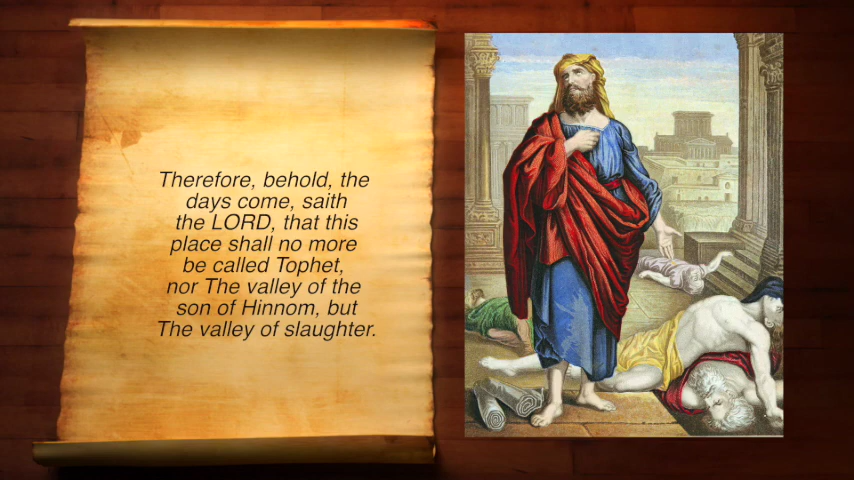 Therefore, behold, the
days come, saith
the LORD, that this
place shall no more
be called Tophet,
nor The valley of the
son of Hinnom, but
The valley of slaughter.